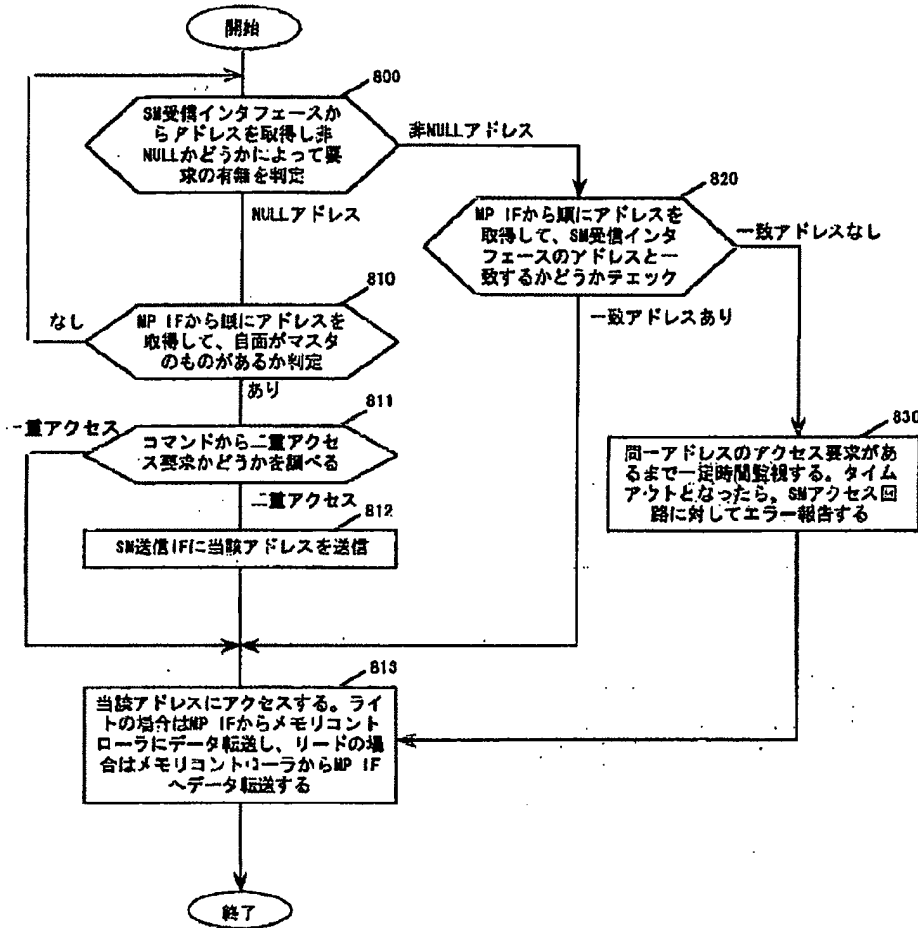 開始
800
SM受信インタフェースか
らアドレスを取得し非
NULLかどうかによって要
求の有無を判定
非NULLアドレス
NULLアドレス
820
MP IFから順にアドレスを
取得して、SM受信インタ
フェースのアドレスと一
致するかどうかチェック
一致アドレスなし
一致アドレスあり
810
なし
MP IFから順にアドレスを
取得して、自面がマスタ
のものがあるか判定
あり
811
一重アクセス
コマンドから二重アクセ
ス要求かどうかを調べる
二重アクセス
812
SM送信IFに当該アドレスを送信
830
同一アドレスのアクセス要求があ
るまで一定時間監視する。タイム
アウトとなったら、SMアクセス回
路に対してエラー報告する
813
当該アドレスにアクセスする。ライ
トの場合はMP IFからメモリコント
ローラにデータ転送し、リードの場
合はメモリコントローラからMP IF
へデータ転送する
終了